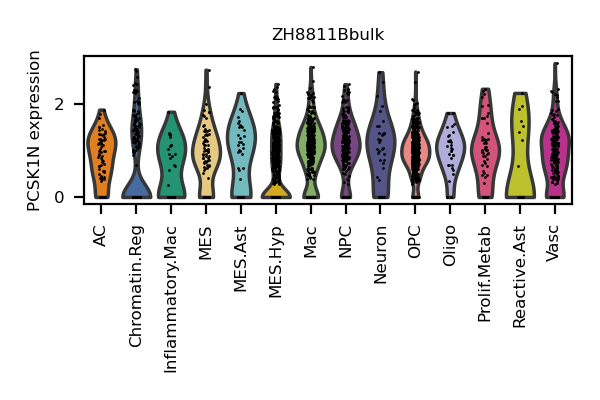 ZH8811Bbulk
PCSK1N expression
2
0
AC
Chromatin.Reg
Inflammatory.Mac
MES
MES.Ast
MES.Hyp
Mac
NPC
Neuron
OPC
Oligo
Prolif.Metab
Reactive.Ast
Vasc